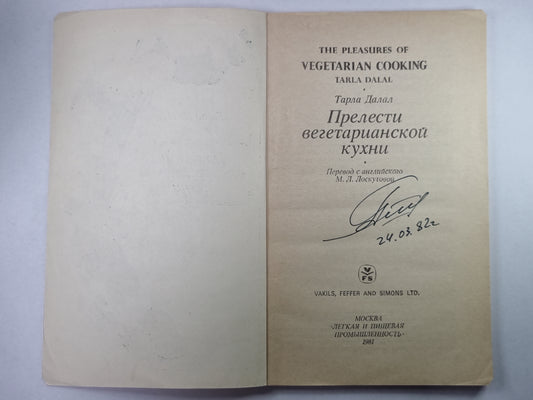 THE PLEASURES OF
VEGETARIAN COOKING
TARLA DALAL
Тарла Далал
Прелести
вегетарианской
кухни
Перевод с английского
М. Л. Лоскутовой
24.03.82г
V
FS
VAKILS, FEFFER AND SIMONS LTD.
МОСКВА
«ЛЕГКАЯ И ПИЩЕВАЯ
ПРОМЫШЛЕННОСТЬ»
1981